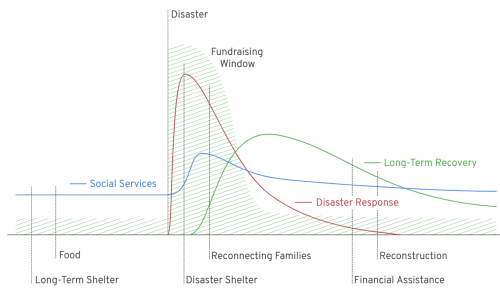 Disaster
Fundraising
Window
Long-Term Recovery
Social Services
Disaster Response
Food
Reconnecting Families
Reconstruction
Long-Term Shelter
Disaster Shelter
Financial Assistance